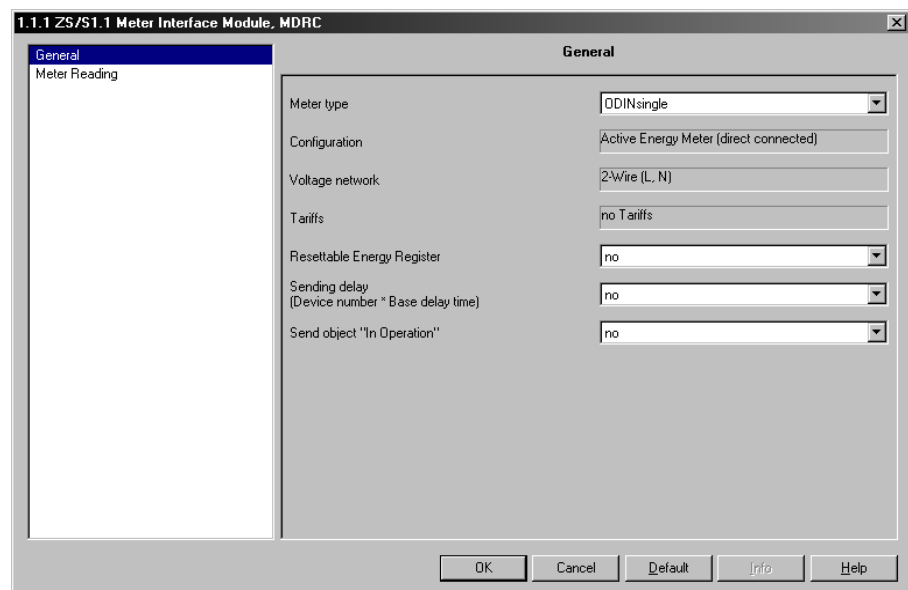 1.1.1 ZS/S1.1 Meter Interface Module, MDRC
General
Meter Reading
General
Meter type
ODINsingle
Configuration
Active Energy Meter (direct connected)
Voltage network
2-Wire (L, N)
Tariffs
no Tariffs
Resettable Energy Register
no
Sending delay
(Device number * Base delay time)
no
Send object "In Operation"
no
OK
Cancel
Default
Info
Help